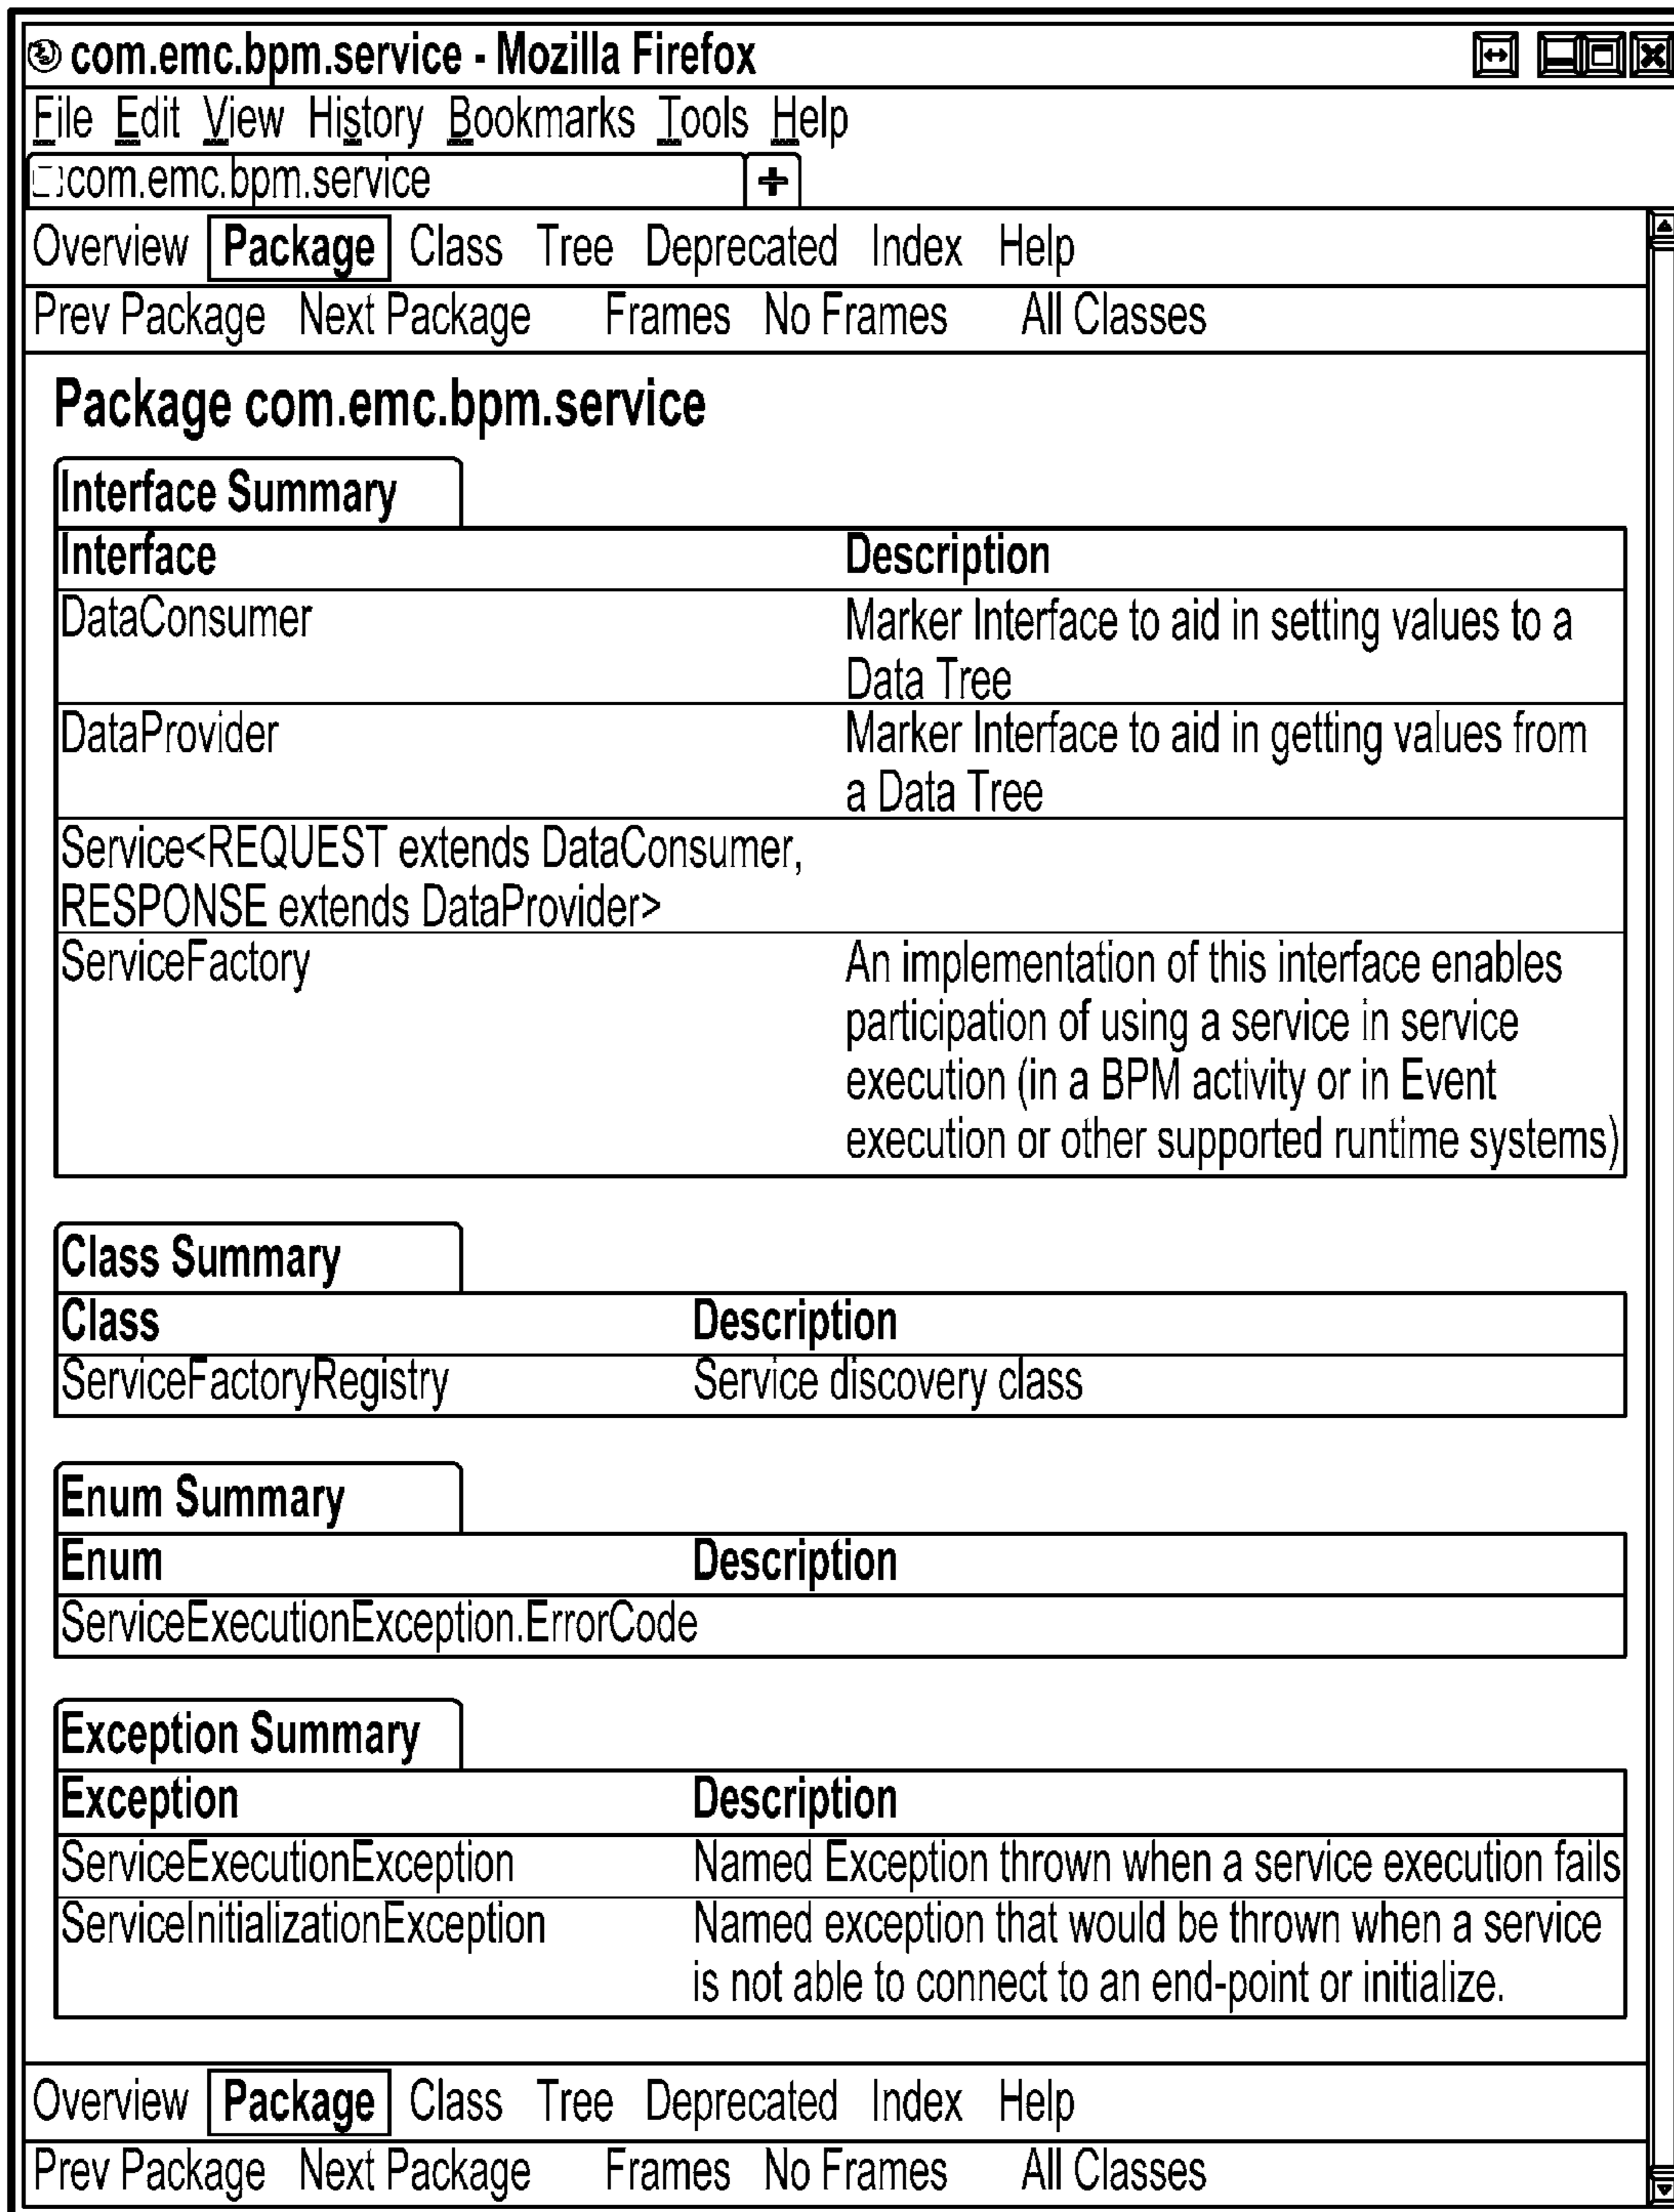 com.emc.bpm.service - Mozilla Firefox
File Edit View History Bookmarks Tools Help
com.emc.bpm.service
Overview Package Class Tree Deprecated Index Help
Prev Package Next Package Frames No Frames All Classes
Package com.emc.bpm.service
Interface Summary
Interface Description
DataConsumer Marker Interface to aid in setting values to a
Data Tree
DataProvider Marker Interface to aid in getting values from
a Data Tree
Service<REQUEST extends DataConsumer,
RESPONSE extends DataProvider>
ServiceFactory An implementation of this interface enables
participation of using a service in service
execution (in a BPM activity or in Event
execution or other supported runtime systems)
Class Summary
Class Description
ServiceFactoryRegistry Service discovery class
Enum Summary
Enum Description
ServiceExecutionException.ErrorCode
Exception Summary
Exception Description
ServiceExecutionException Named Exception thrown when a service execution fails
ServiceInitializationException Named exception that would be thrown when a service
is not able to connect to an end-point or initialize.
Overview Package Class Tree Deprecated Index Help
Prev Package Next Package Frames No Frames All Classes